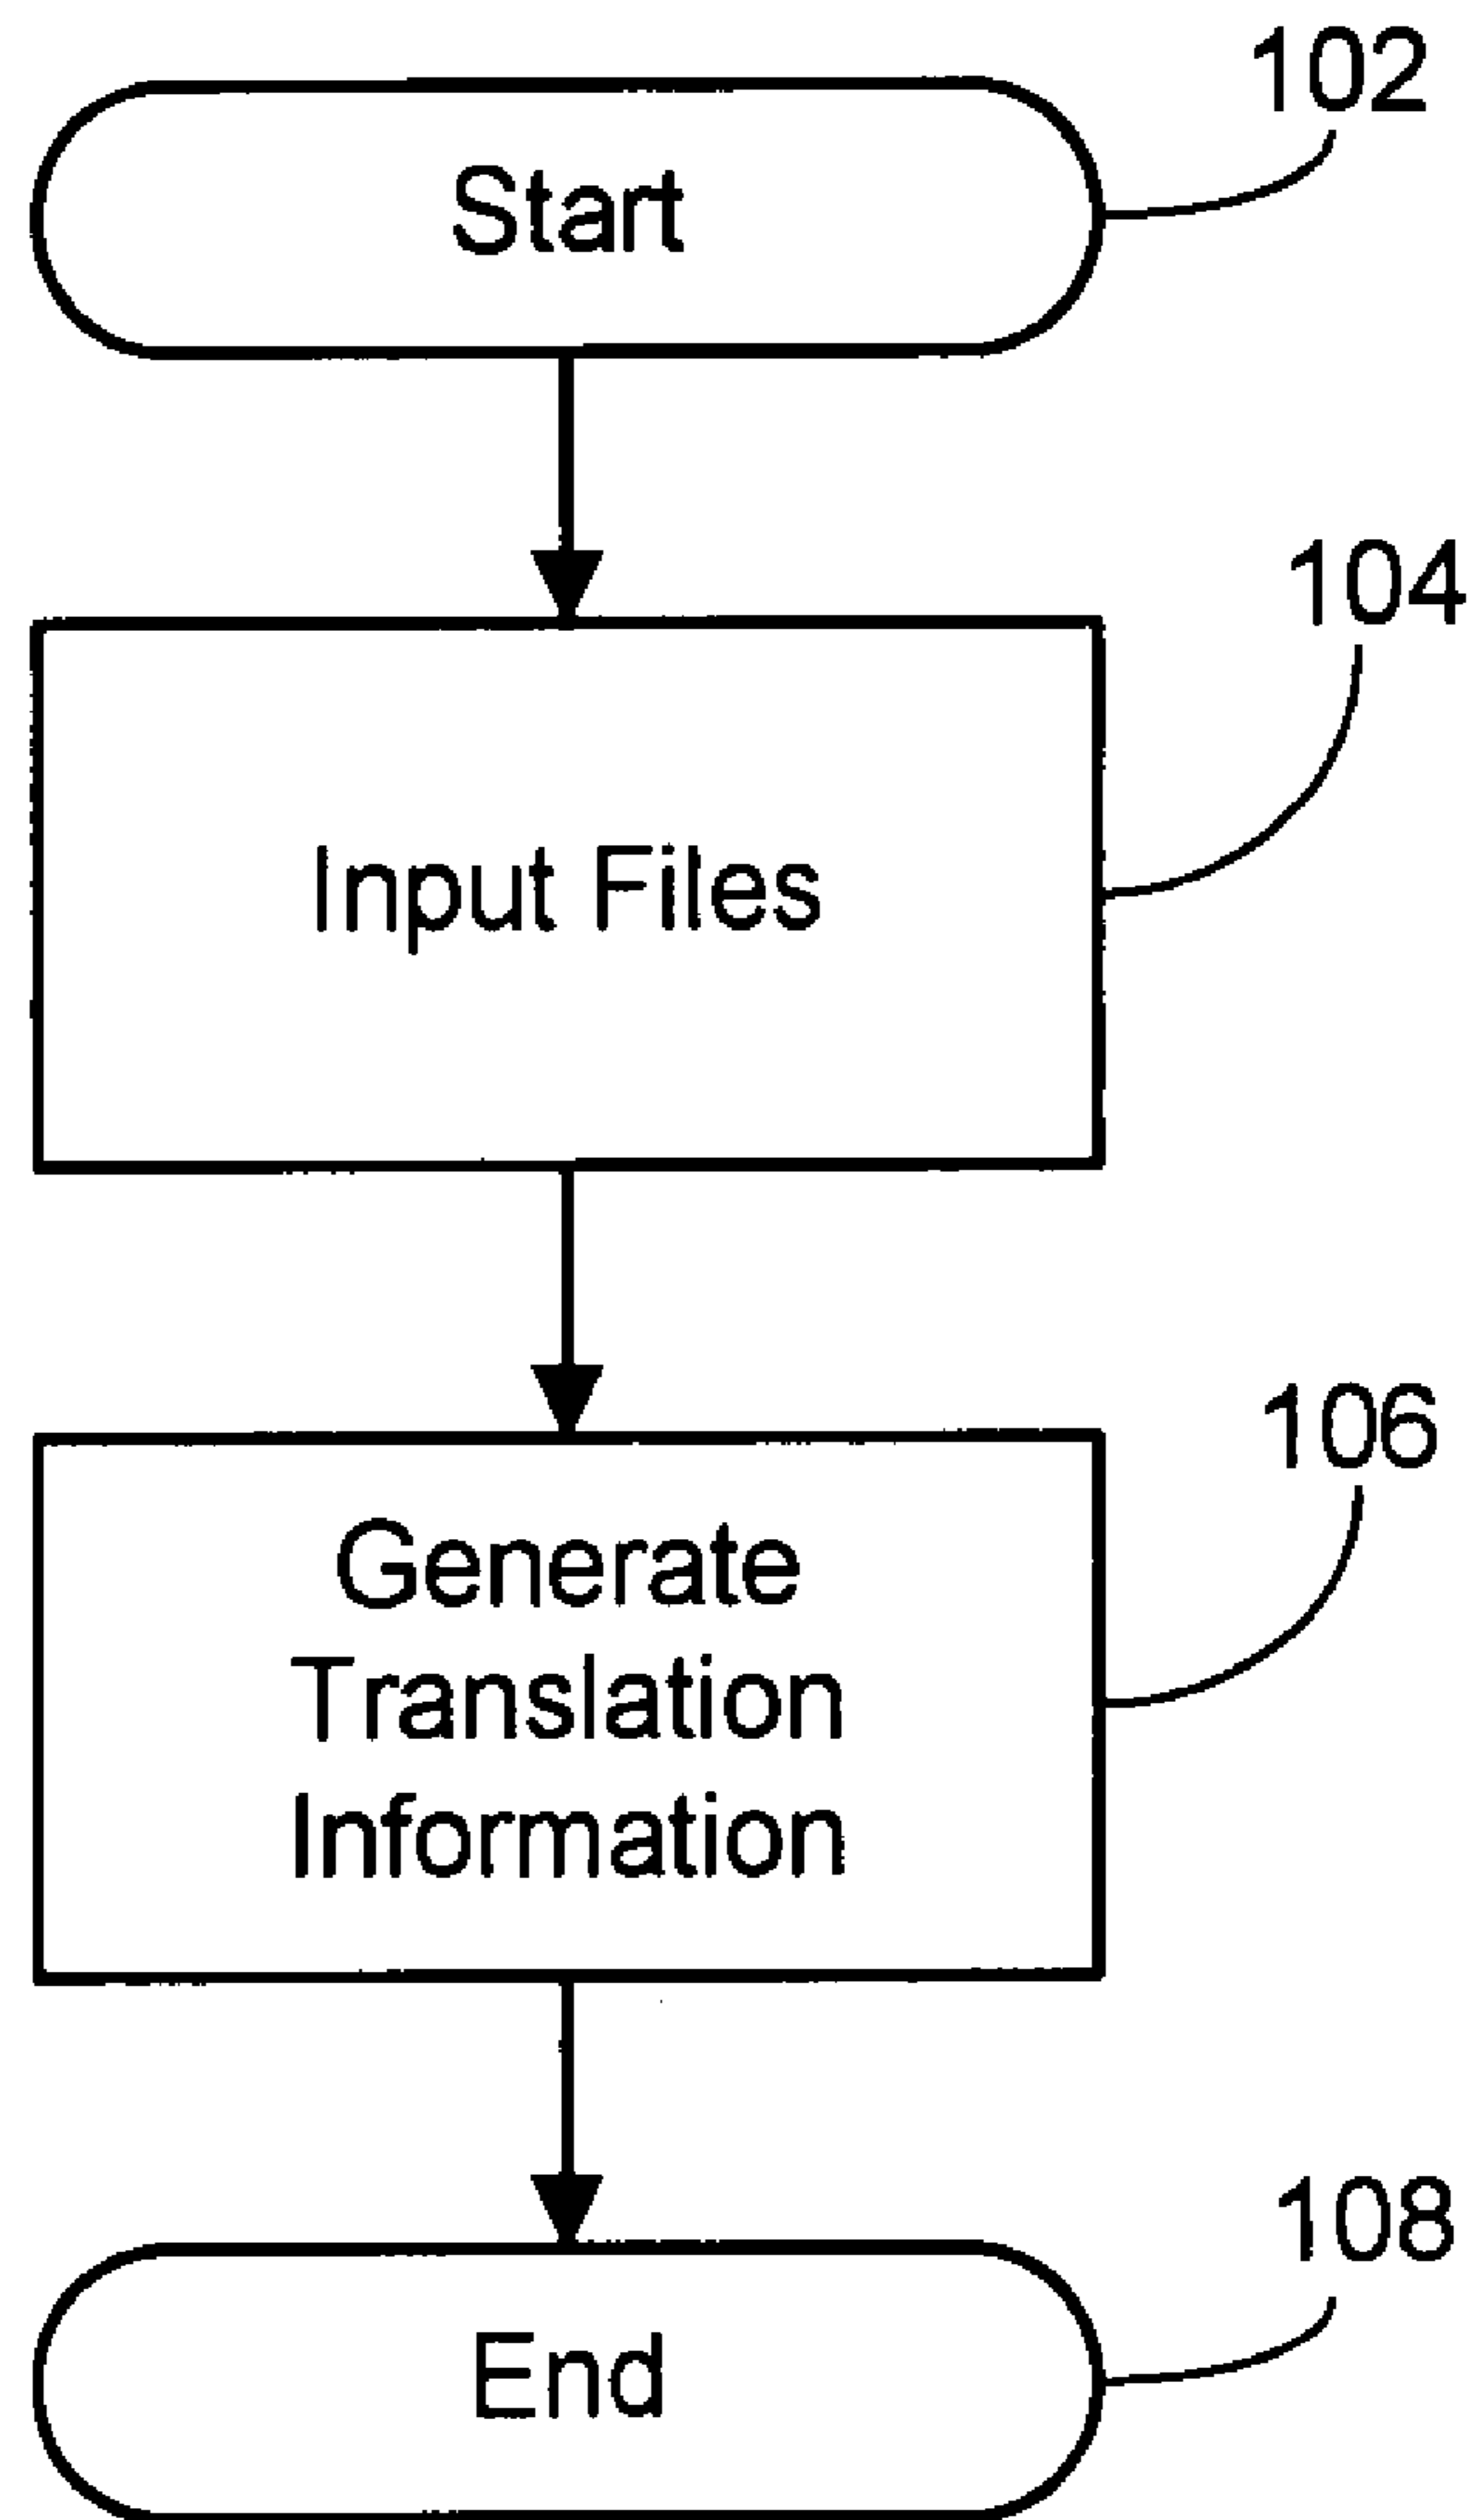 102
Start
104
Input Files
106
Generate
Translation
Information
108
End